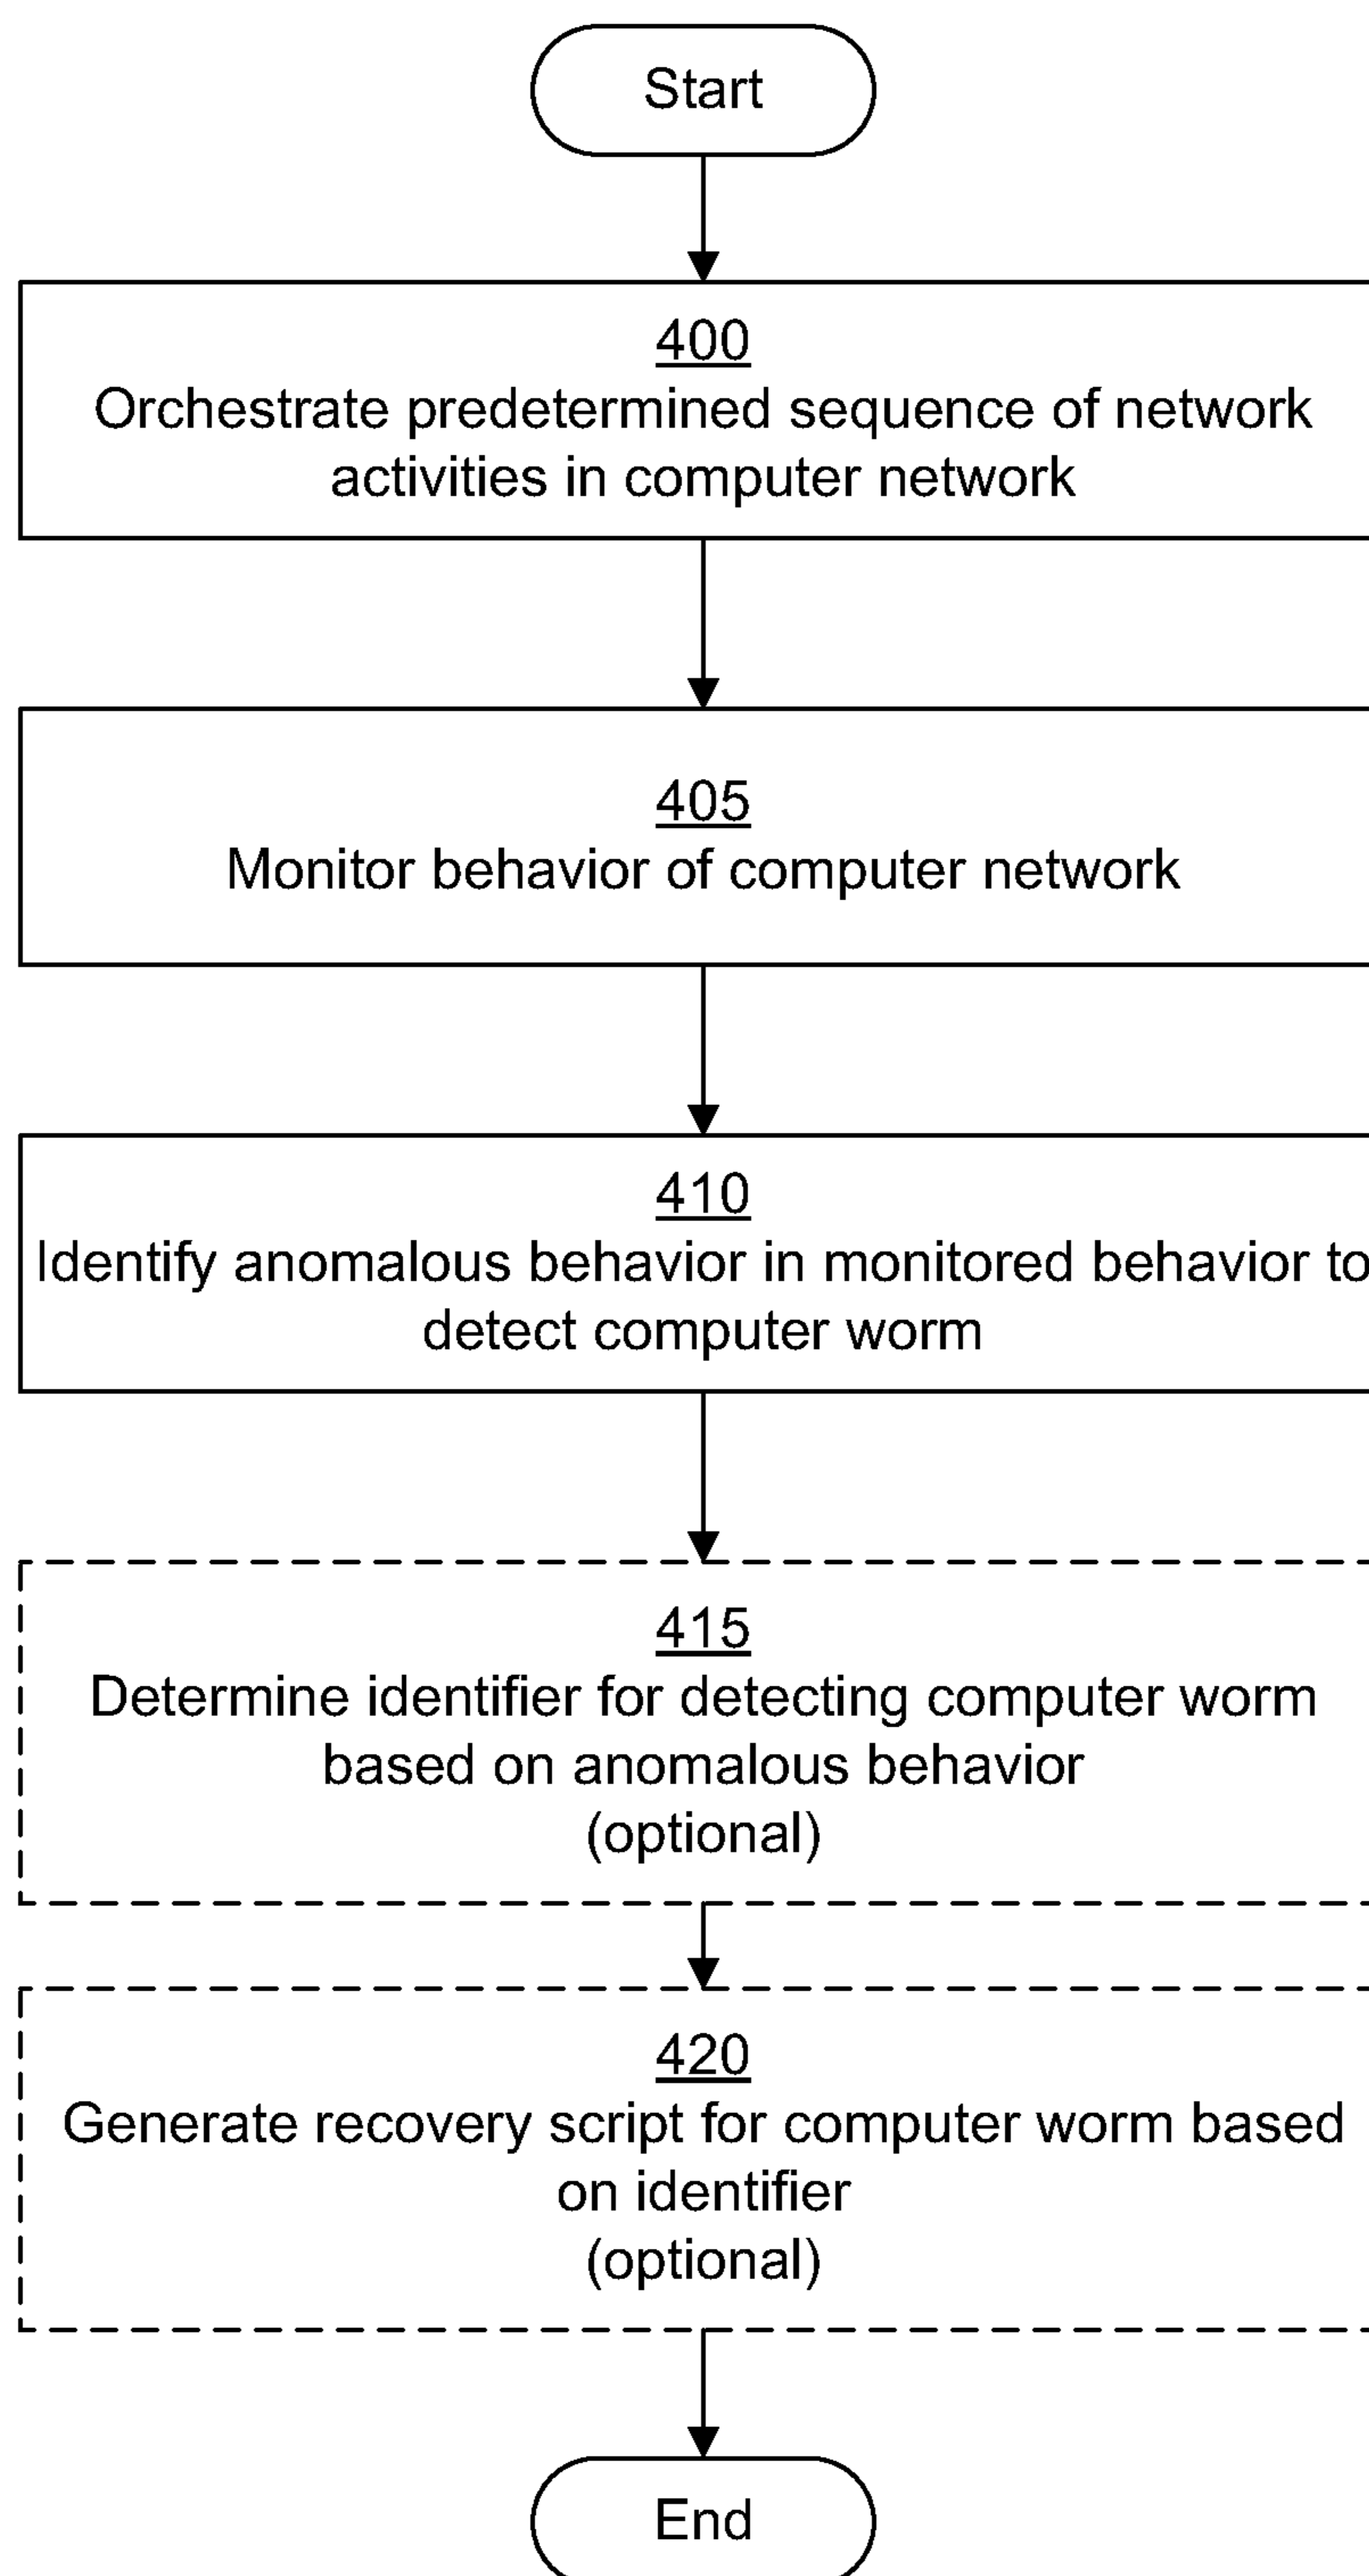 Start
400
Orchestrate predetermined sequence of network
activities in computer network
405
Monitor behavior of computer network
410
Identify anomalous behavior in monitored behavior to
detect computer worm
415
Determine identifier for detecting computer worm
based on anomalous behavior
(optional)
420
Generate recovery script for computer worm based
on identifier
(optional)
End